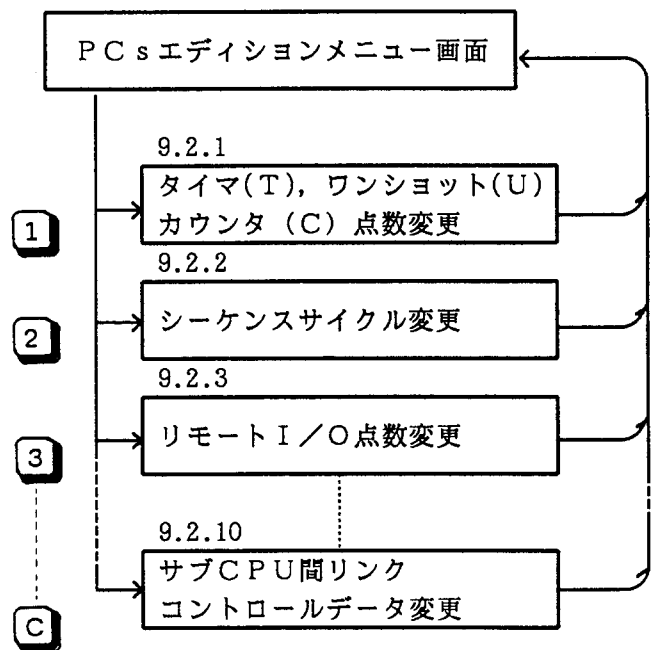 PCsエディションメニュー画面
9.2.1
タイマ(T), ワンショット(U)
カウンタ(C)点数変更
1
9.2.2
シーケンスサイクル変更
2
9.2.3
リモートI/O点数変更
3
9.2.10
サブCPU間リンク
コントロールデータ変更
C